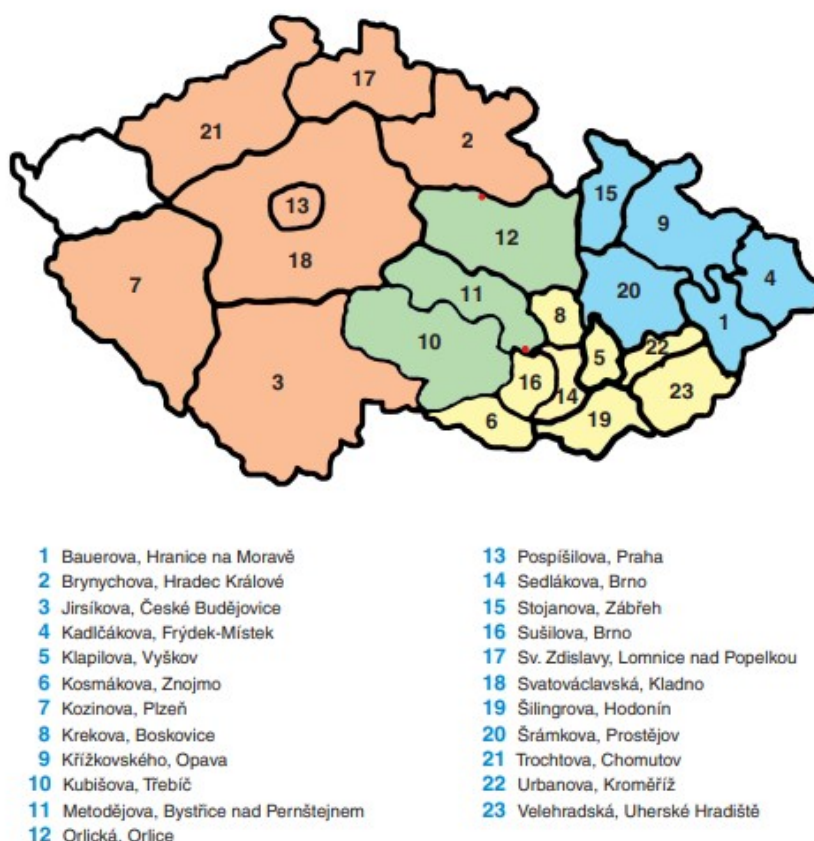 17
21
2
15
9
13
12
7
18
20
4
11
8
1
10
22
5
3
16
23
14
6
19
1 Bauerova, Hranice na Moravě
2 Brynychova, Hradec Králové
3 Jirsíkova, České Budějovice
4 Kadlčákova, Frýdek-Místek
5 Klapilova, Vyškov
6 Kosmákova, Znojmo
7 Kozinova, Plzeň
8 Krekova, Boskovice
9 Křížkovského, Opava
10 Kubišova, Třebíč
11 Metodějova, Bystřice nad Pernštejnem
12 Orlická, Orlice
13 Pospíšilova, Praha
14 Sedlákova, Brno
15 Stojanova, Zábřeh
16 Sušilova, Brno
17 Sv. Zdislavy, Lomnice nad Popelkou
18 Svatováclavská, Kladno
19 Šilingrova, Hodonín
20 Šrámkova, Prostějov
21 Trochtova, Chomutov
22 Urbanova, Kroměříž
23 Velehradská, Uherské Hradiště